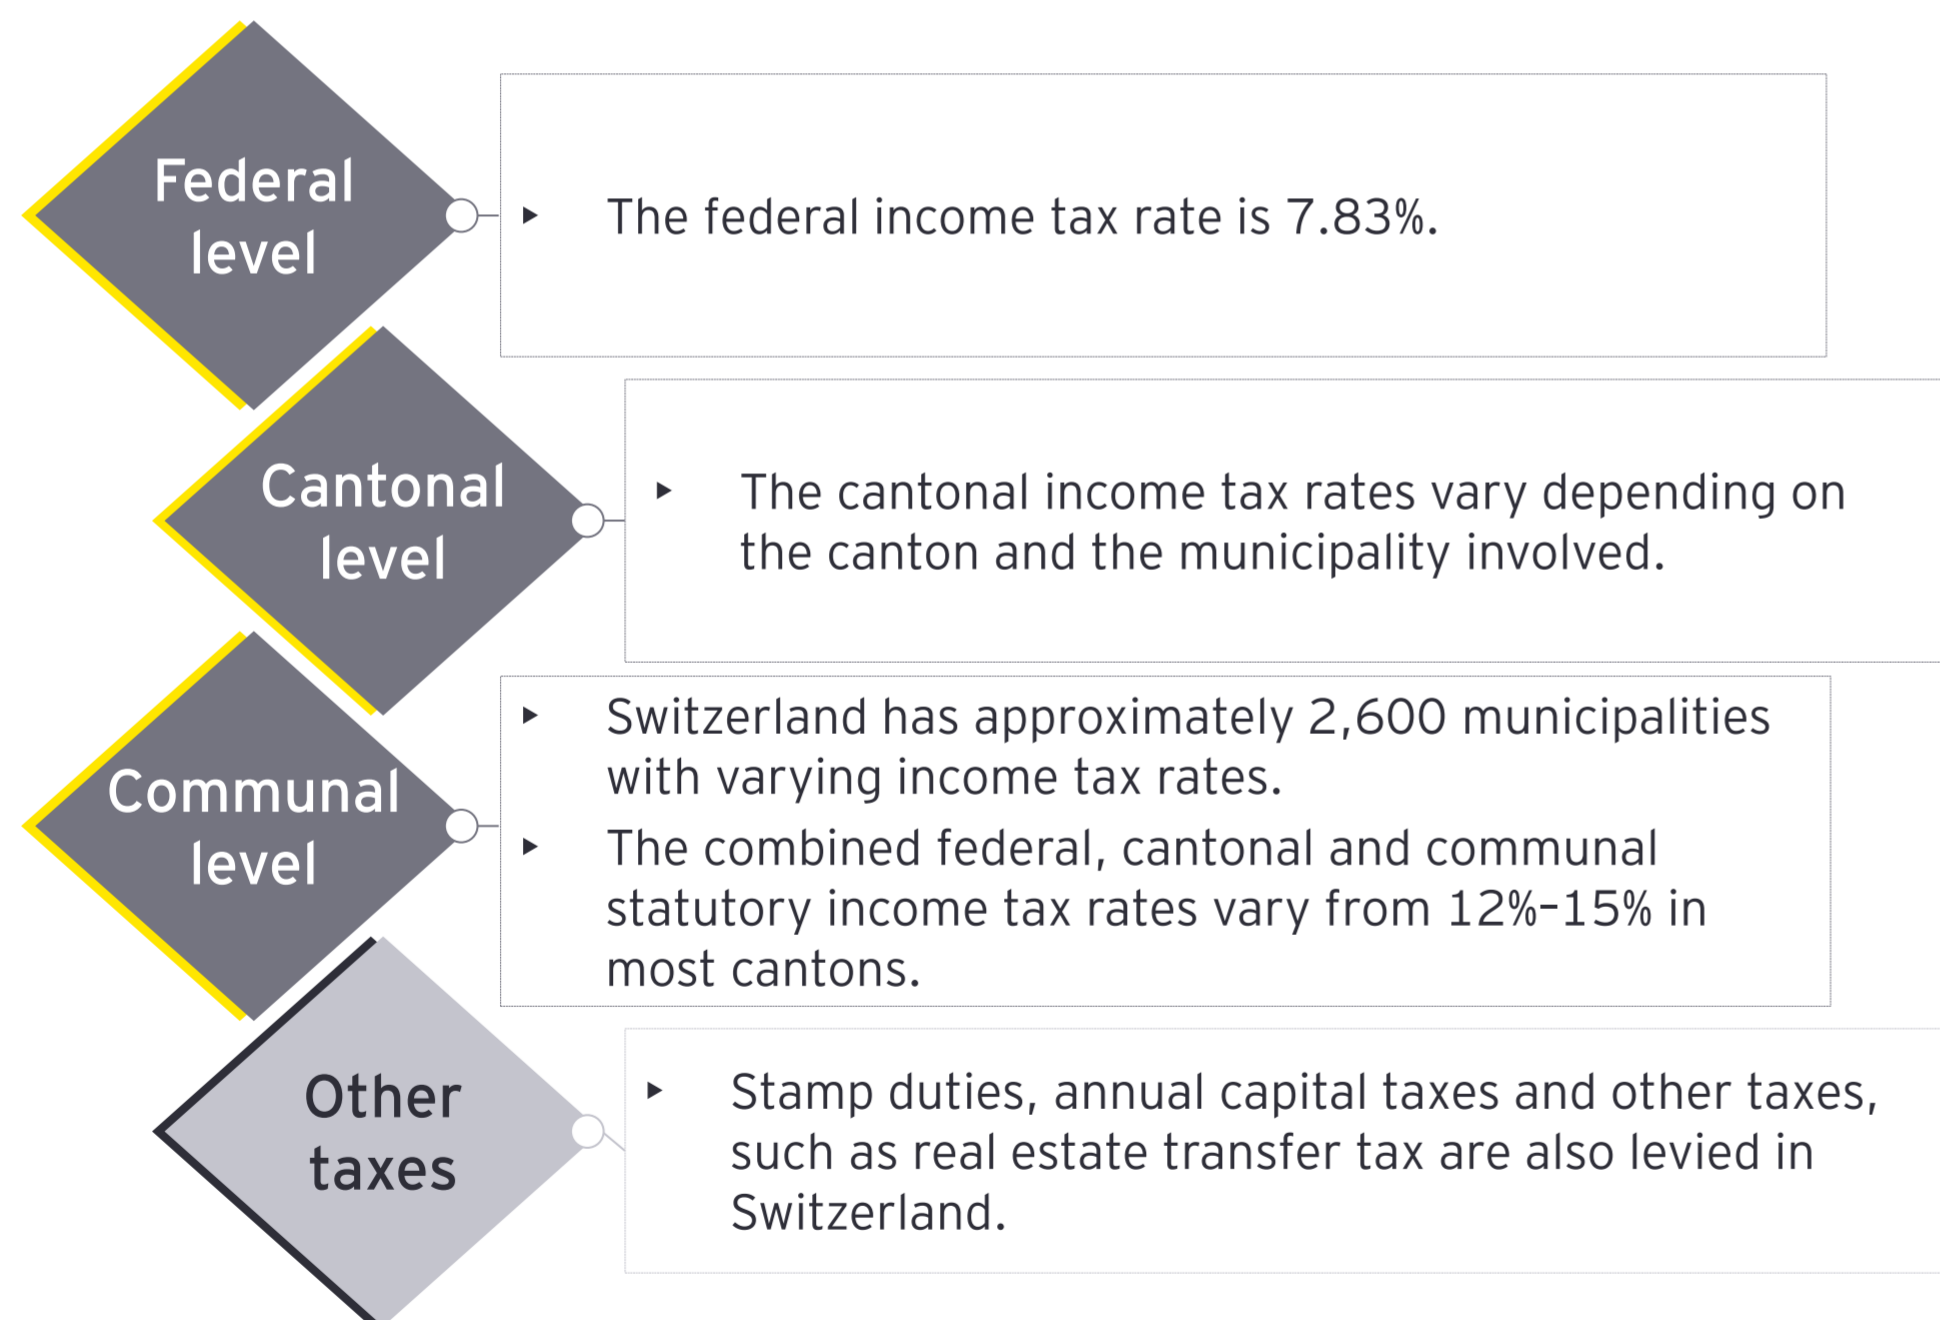 Federal
level
▸ The federal income tax rate is 7.83%.
Cantonal
level
▸ The cantonal income tax rates vary depending on
the canton and the municipality involved.
Communal
level
▸ Switzerland has approximately 2,600 municipalities
with varying income tax rates.
▸ The combined federal, cantonal and communal
statutory income tax rates vary from 12%–15% in
most cantons.
Other
taxes
▸ Stamp duties, annual capital taxes and other taxes,
such as real estate transfer tax are also levied in
Switzerland.